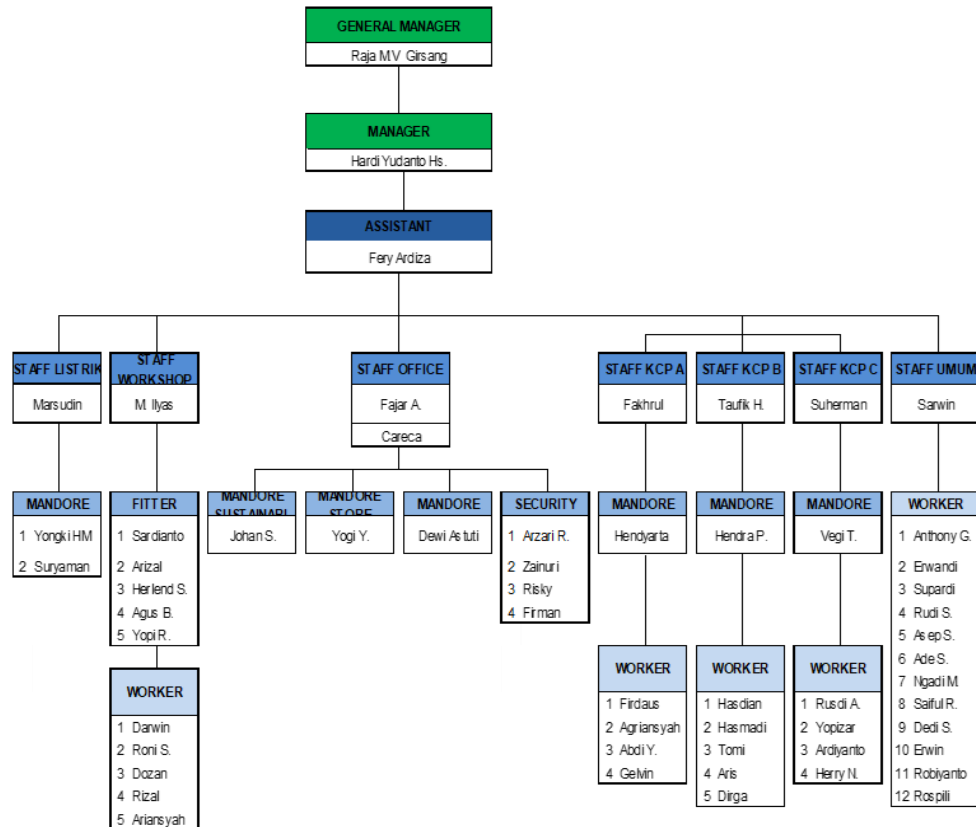 GENERAL MANAGER
Raja M.V Girsang
MANAGER
Hardi Yudanto Hs.
ASSISTANT
Fery Ardiza
STAFF LISTRIK
Marsudin
STAFF
WORKSHOP
M. Ilyas
STAFF OFFICE
Fajar A.
Careca
STAFF KCP A
Fakhrul
STAFF KCP B
Taufik H.
STAFF KCP C
Suherman
STAFF UMUM
Sarwin
MANDORE
1 Yongki HM
2 Suryaman
FITTER
1 Sardianto
2 Arizal
3 Herlend S.
4 Agus B.
5 Yopi R.
MANDORE
Johan S.
MANDORE
STORE
Yogi Y.
MANDORE
Dewi Astuti
SECURITY
1 Arzari R.
2 Zainuri
3 Risky
4 Firman
MANDORE
Hendyarta
MANDORE
Hendra P.
MANDORE
Vegi T.
WORKER
1 Anthony G.
2 Erwandi
3 Supardi
4 Rudi S.
5 Asep S.
6 Ade S.
7 Ngadi M.
8 Saiful R.
9 Dedi S.
10 Erwin
11 Robiyanto
12 Rospili
WORKER
1 Darwin
2 Roni S.
3 Dozan
4 Rizal
5 Ariansyah
WORKER
1 Firdaus
2 Agriansyah
3 Abdi Y.
4 Gelvin
WORKER
1 Hasdian
2 Hasmadi
3 Tomi
4 Aris
5 Dirga
WORKER
1 Rusdi A.
2 Yopizar
3 Ardiyanto
4 Herry N.